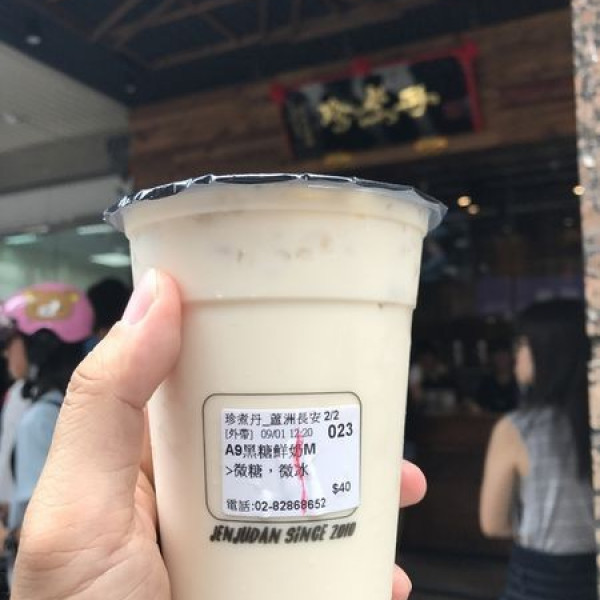 珍煮丹
珍煮丹_蘆洲長安 2/2
[外帶] 09/01 12:20 023
A9黑糖鮮奶M
>微糖，微冰
$40
電話:02-82868652
JENJUDAN SINCE 2010